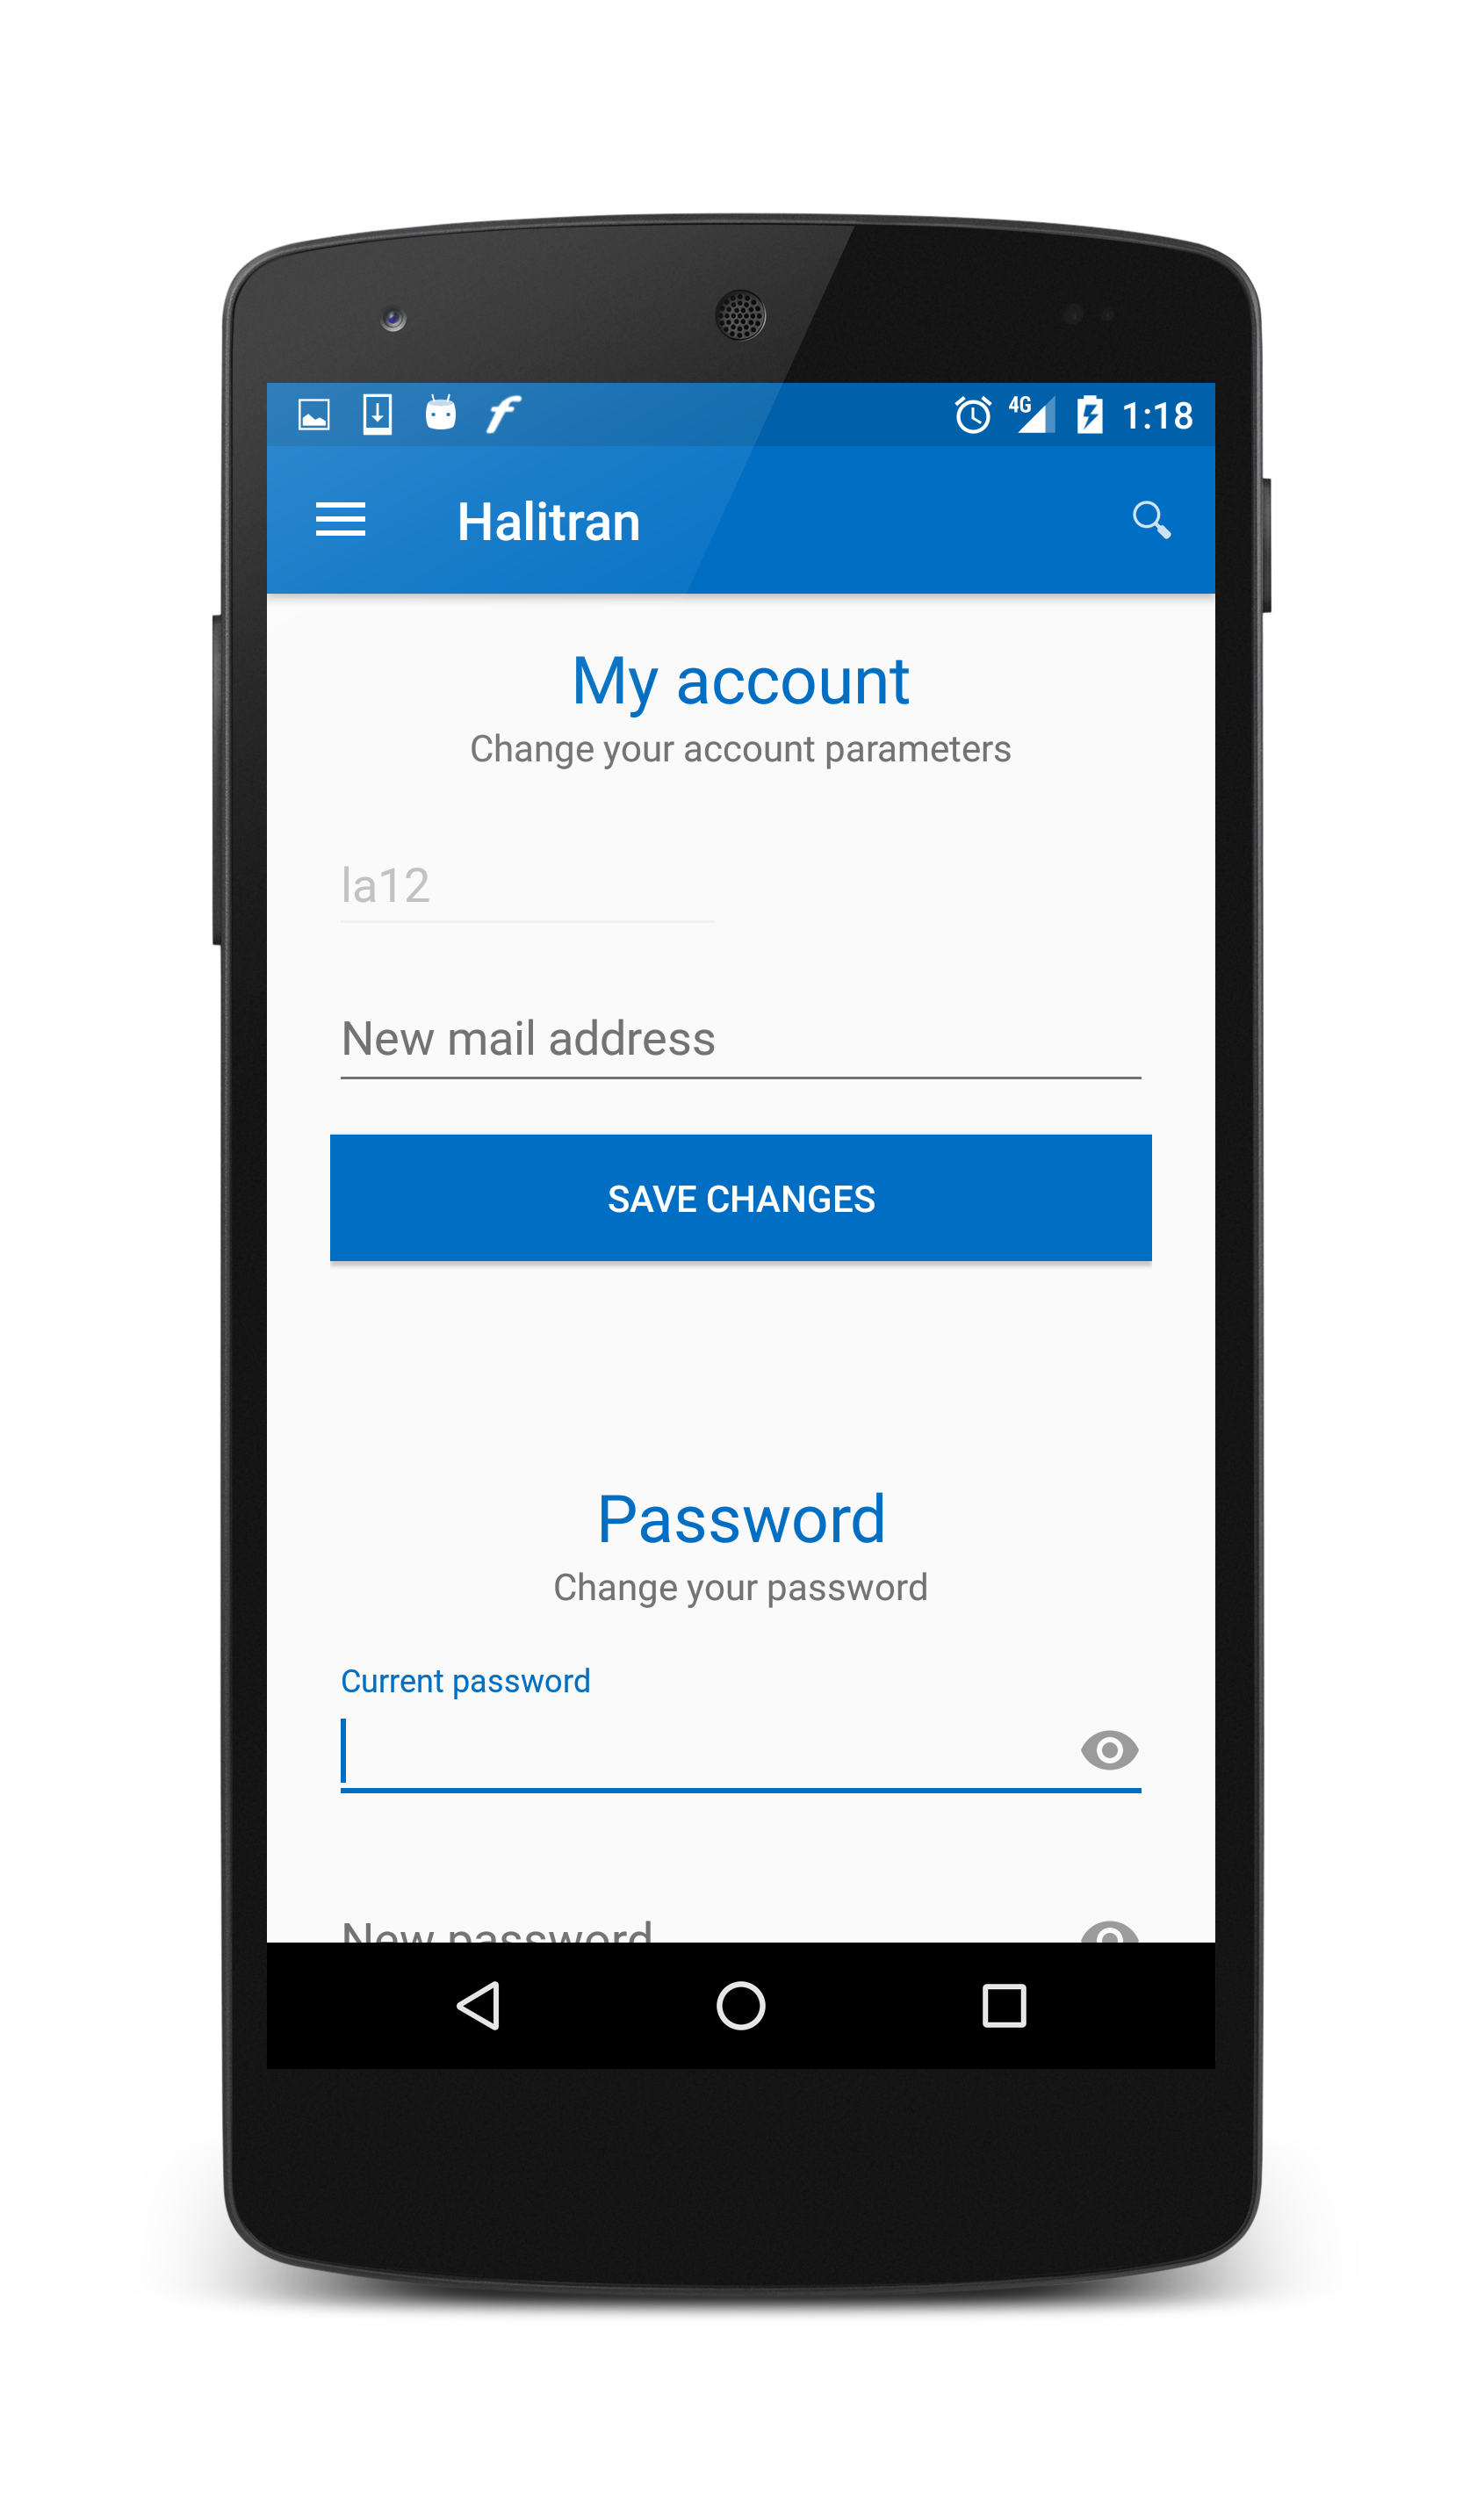 4G 1:18
Halitran
My account
Change your account parameters
la12
New mail address
SAVE CHANGES
Password
Change your password
Current password
New password